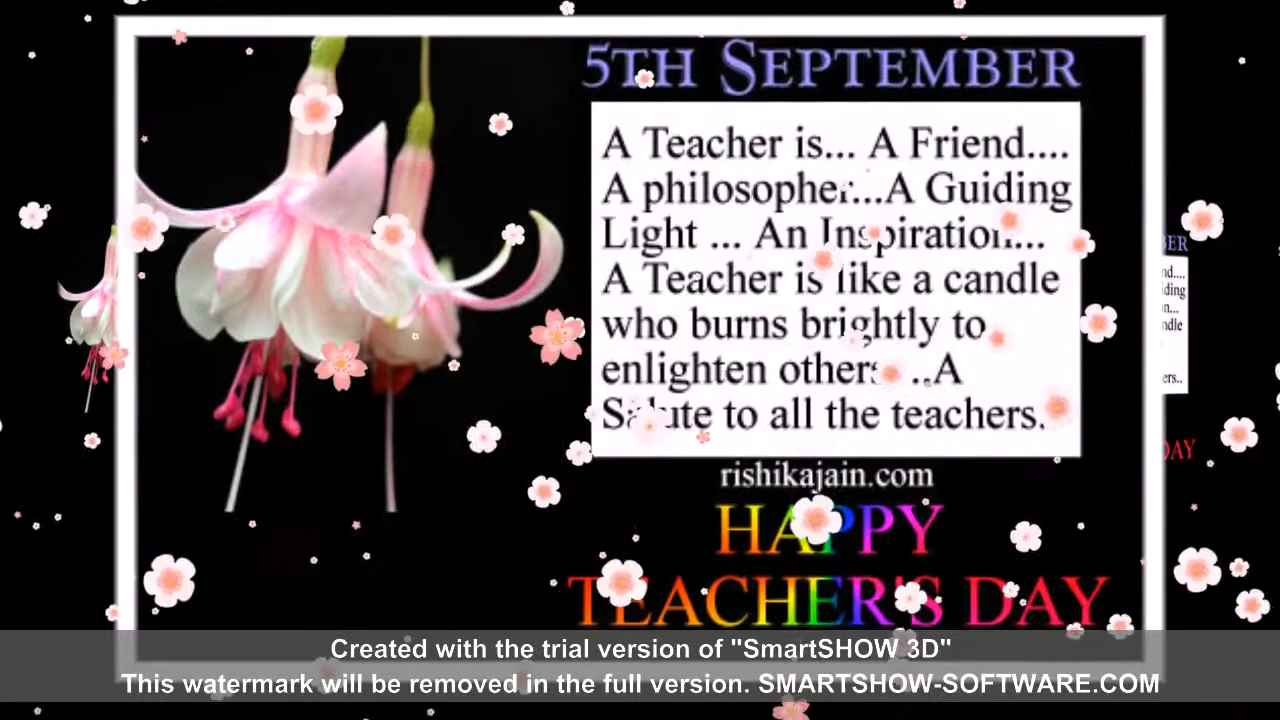 5TH SEPTEMBER
A Teacher is... A Friend....
A philosopher...A Guiding
Light ... An Inspiration....
A Teacher is like a candle
who burns brightly to
enlighten others ...A
Salute to all the teachers.
rishikajain.com
HAPPY
TEACHER'S DAY
Created with the trial version of "SmartSHOW 3D"
This watermark will be removed in the full version. SMARTSHOW-SOFTWARE.COM